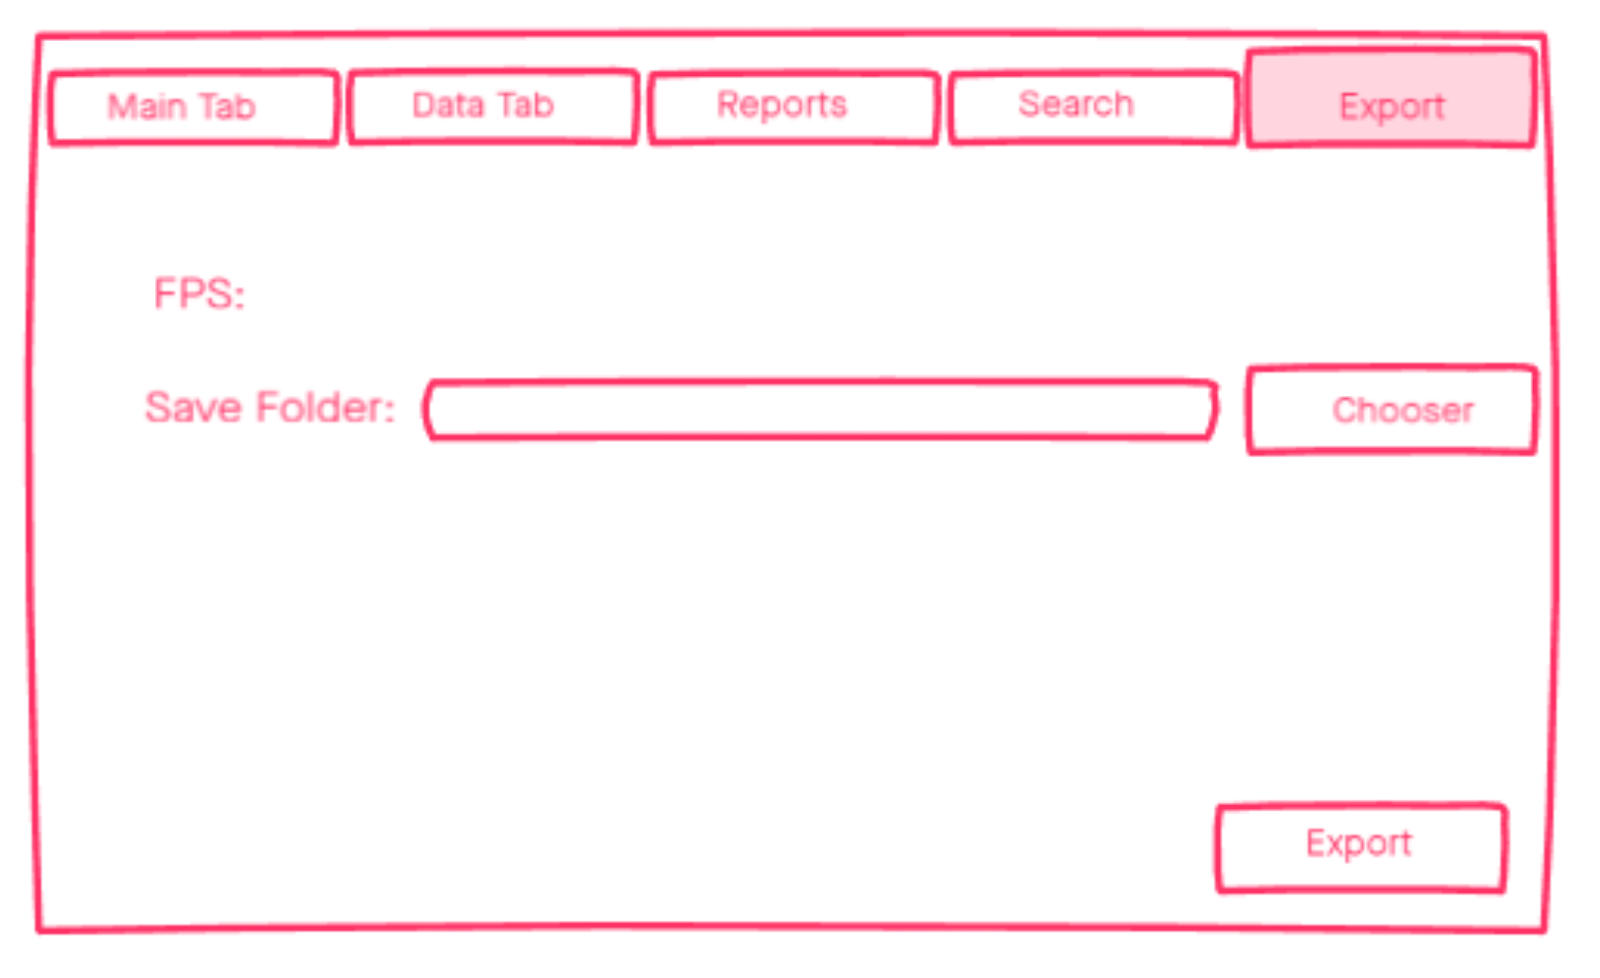 Main Tab Data Tab Reports Search Export
FPS:
Save Folder: Chooser
Export